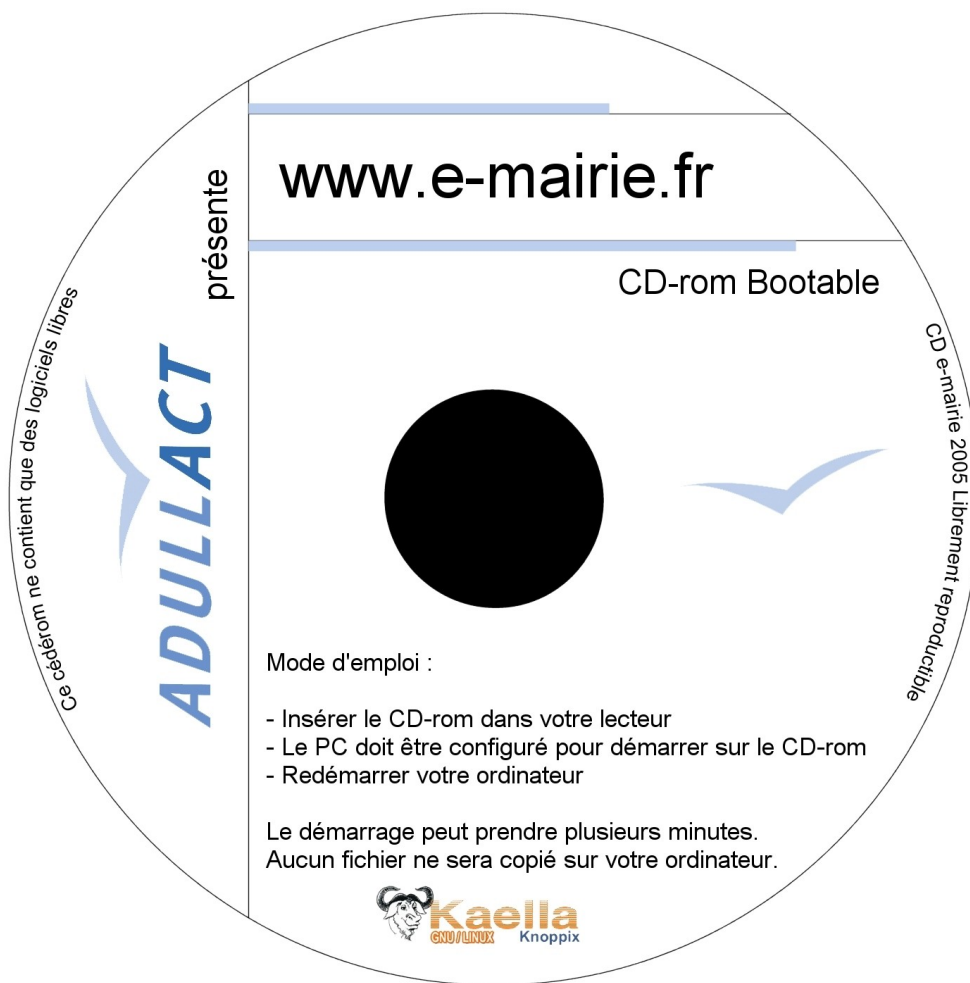 www.e-mairie.fr
présente
ADULLACT
CD-rom Bootable
Ce cédérom ne contient que des logiciels libres
CD e-mairie 2005 Librement reproductible
Mode d'emploi :
- Insérer le CD-rom dans votre lecteur
- Le PC doit être configuré pour démarrer sur le CD-rom
- Redémarrer votre ordinateur
Le démarrage peut prendre plusieurs minutes.
Aucun fichier ne sera copié sur votre ordinateur.
Kaella
GNU/LINUX Knoppix